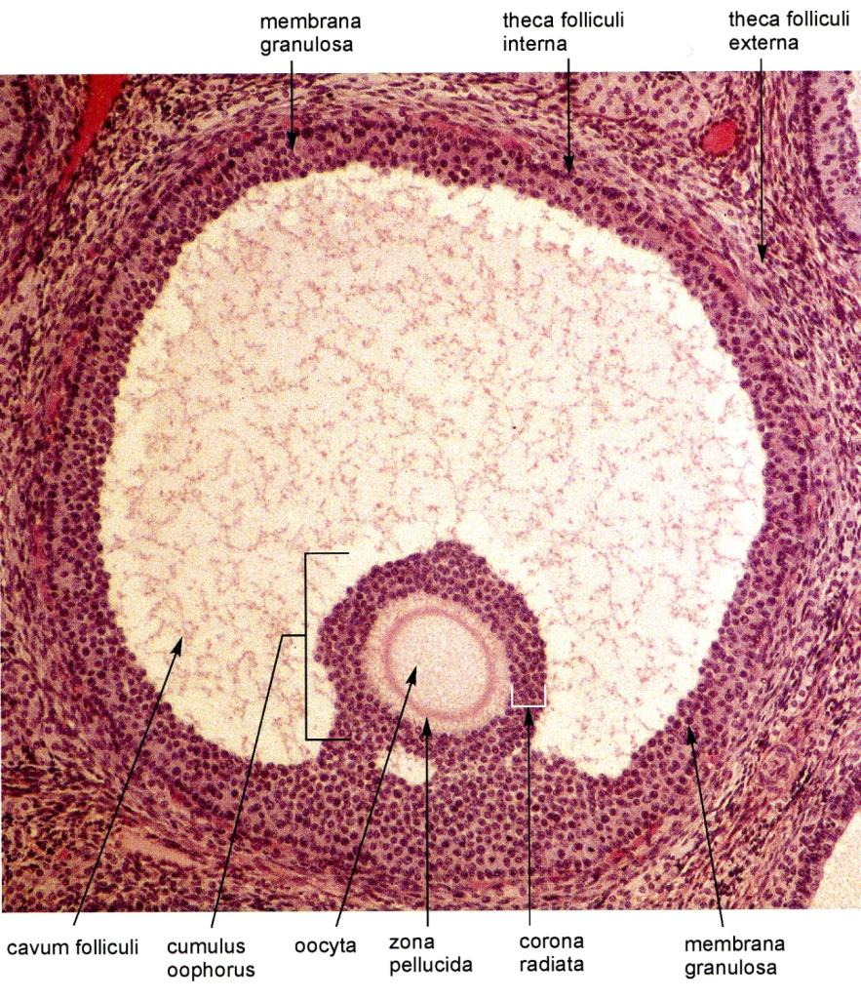 membrana
granulosa
theca folliculi
interna
theca folliculi
externa
cavum folliculi
cumulus
oophorus
oocyta
zona
pellucida
corona
radiata
membrana
granulosa